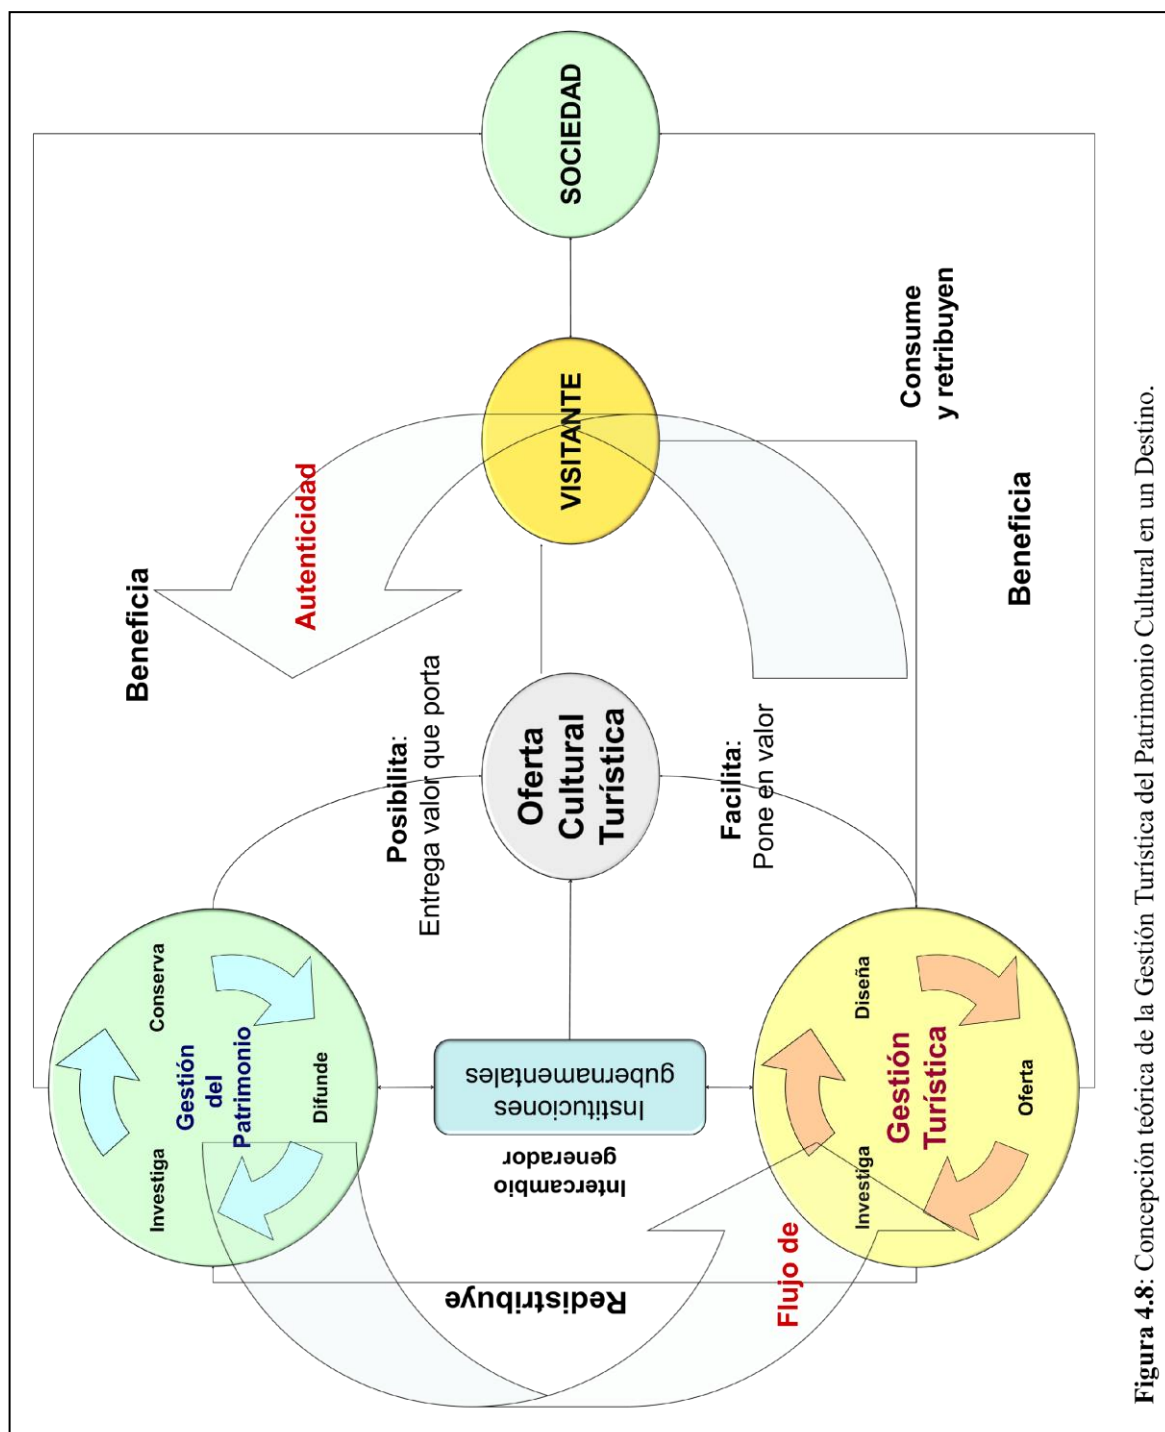 SOCIEDAD
VISITANTE
Autenticidad
Beneficia
Consume
y retribuyen
Beneficia
Posibilita:
Entrega valor que porta
Oferta
Cultural
Turística
Facilita:
Pone en valor
Conserva
Gestión
del
Patrimonio
Difunde
Investiga
Instituciones
gubernamentales
Intercambio
generador
Diseña
Gestión
Turística
Oferta
Investiga
Redistribuye
Flujo de
Figura 4.8: Concepción teórica de la Gestión Turística del Patrimonio Cultural en un Destino.